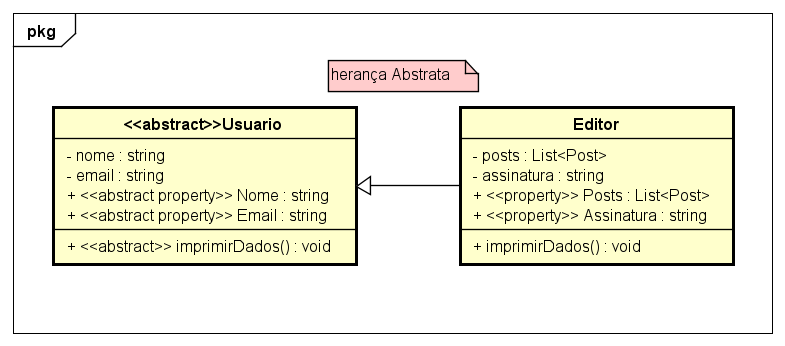 pkg
herança Abstrata
<<abstract>>Usuario
- nome : string
- email : string
+ <<abstract property>> Nome : string
+ <<abstract property>> Email : string
+ <<abstract>> imprimirDados() : void
Editor
- posts : List<Post>
- assinatura : string
+ <<property>> Posts : List<Post>
+ <<property>> Assinatura : string
+ imprimirDados() : void